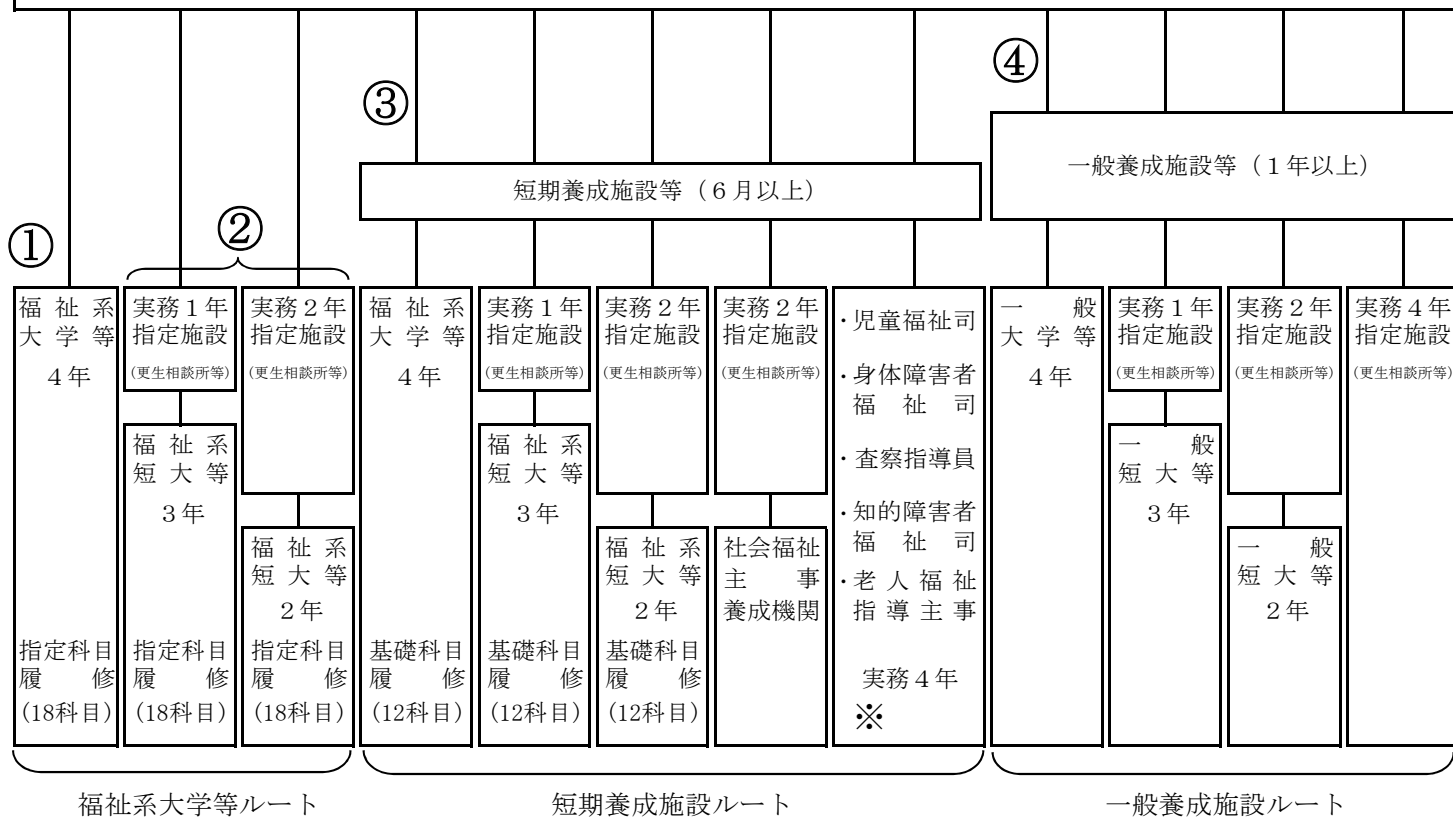 ④
③
一般養成施設等（１年以上）
短期養成施設等（６月以上）
②
①
福祉系
大学等
４年
指定科目
履修
(18科目)
実務１年
指定施設
(更生相談所等)
福祉系
短大等
３年
指定科目
履修
(18科目)
実務２年
指定施設
(更生相談所等)
福祉系
短大等
２年
指定科目
履修
(18科目)
福祉系
大学等
４年
基礎科目
履修
(12科目)
実務１年
指定施設
(更生相談所等)
福祉系
短大等
３年
基礎科目
履修
(12科目)
実務２年
指定施設
(更生相談所等)
福祉系
短大等
２年
基礎科目
履修
(12科目)
実務２年
指定施設
(更生相談所等)
社会福祉
主事
養成機関
・児童福祉司
・身体障害者
福祉司
・査察指導員
・知的障害者
福祉司
・老人福祉
指導主事
実務４年
※
一般
大学等
４年
実務１年
指定施設
(更生相談所等)
一般
短大等
３年
実務２年
指定施設
(更生相談所等)
一般
短大等
２年
実務４年
指定施設
(更生相談所等)
福祉系大学等ルート
短期養成施設ルート
一般養成施設ルート